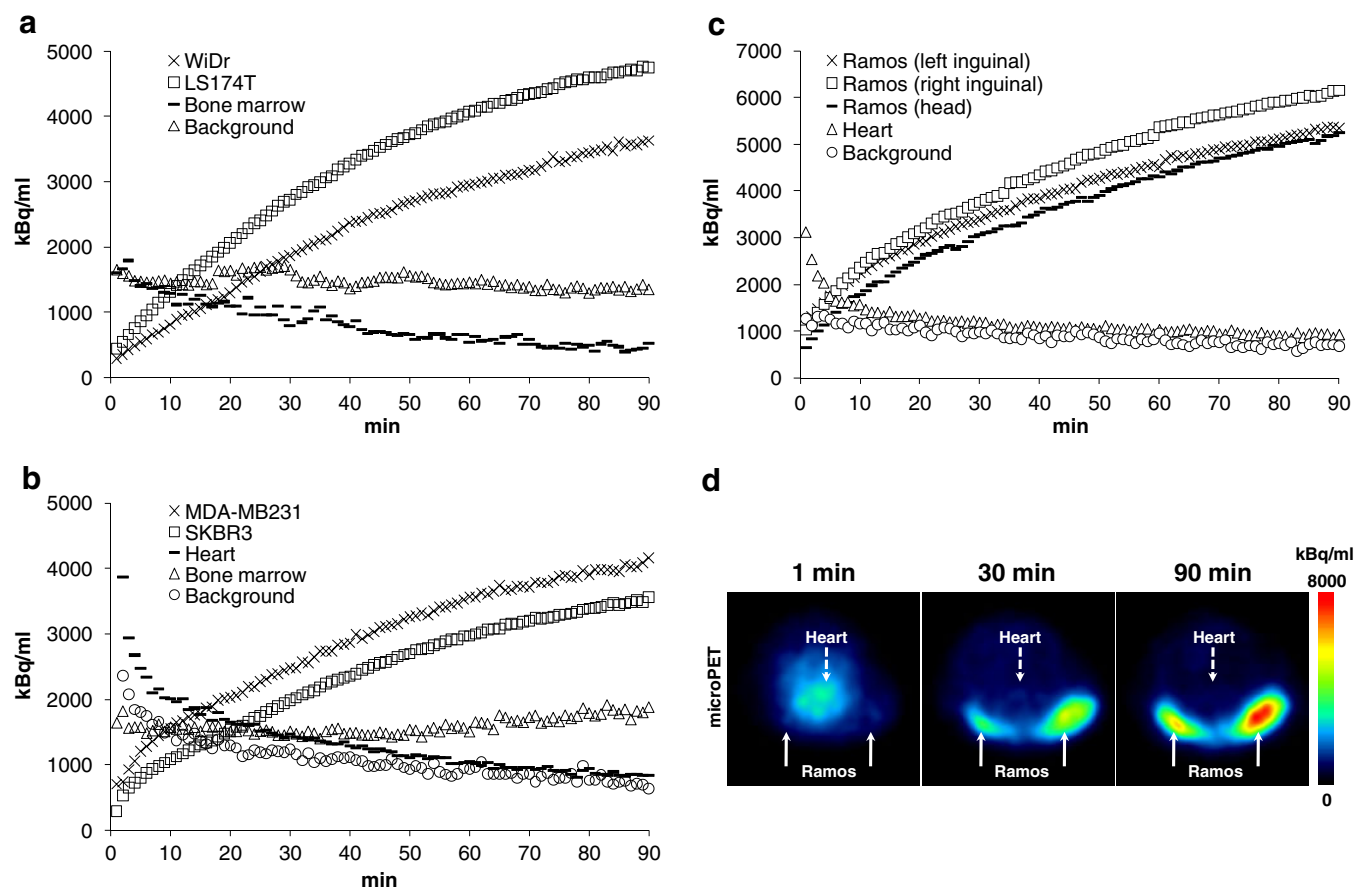 a
5000
4000
3000
2000
1000
0
kBq/ml
WiDr
LS174T
Bone marrow
Background
0 10 20 30 40 50 60 70 80 90
min
c
7000
6000
5000
4000
3000
2000
1000
0
kBq/ml
Ramos (left inguinal)
Ramos (right inguinal)
Ramos (head)
Heart
Background
0 10 20 30 40 50 60 70 80 90
min
b
5000
4000
3000
2000
1000
0
kBq/ml
MDA-MB231
SKBR3
Heart
Bone marrow
Background
0 10 20 30 40 50 60 70 80 90
min
d
microPET
1 min 30 min 90 min
Heart Heart Heart
Ramos Ramos Ramos
kBq/ml
8000
0